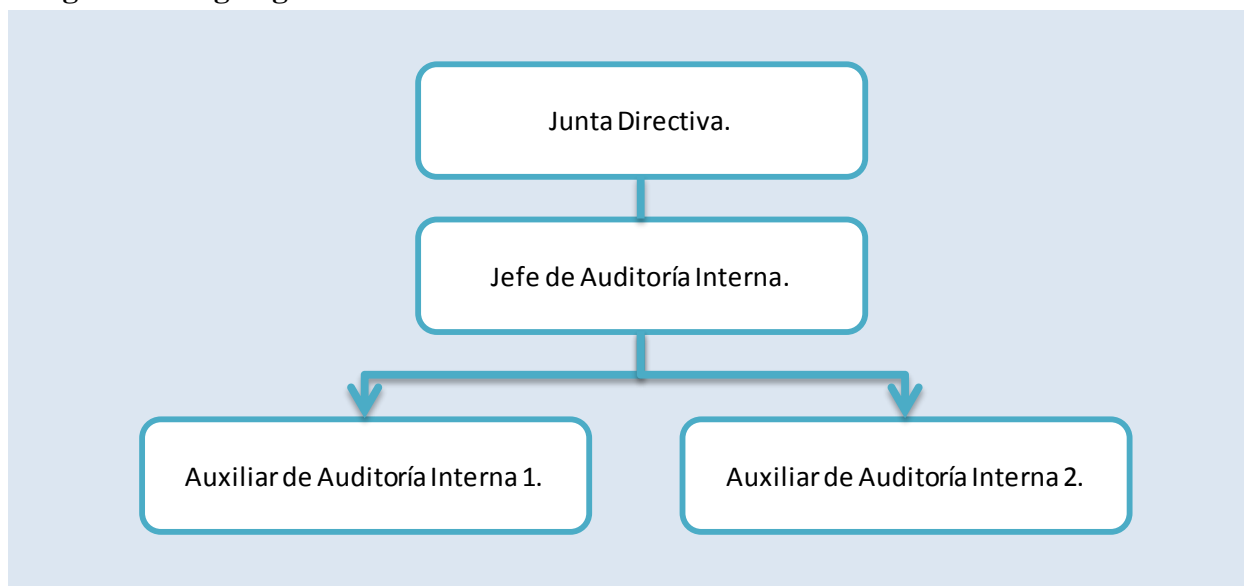 Junta Directiva.
Jefe de Auditoría Interna.
Auxiliar de Auditoría Interna 1.
Auxiliar de Auditoría Interna 2.